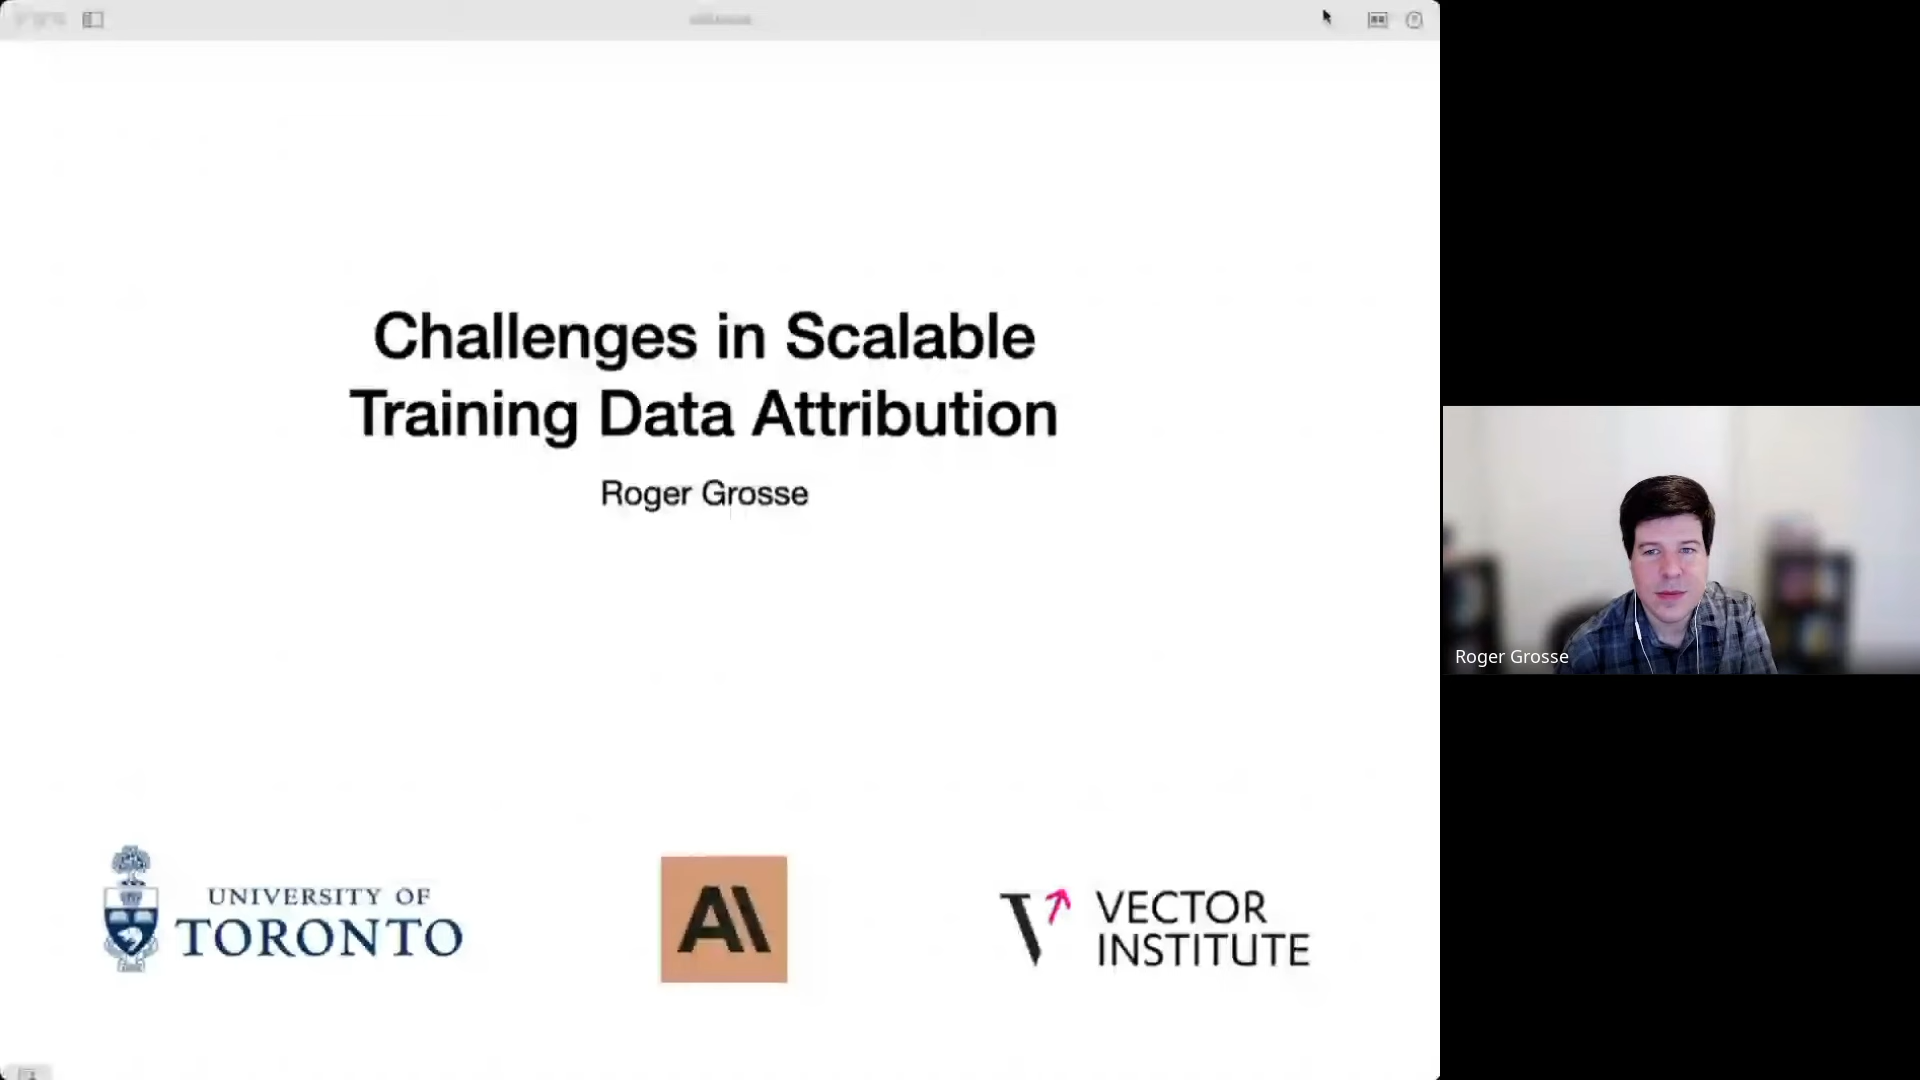 Challenges in Scalable
Training Data Attribution
Roger Grosse
UNIVERSITY OF
TORONTO
AI
VECTOR
INSTITUTE
Roger Grosse